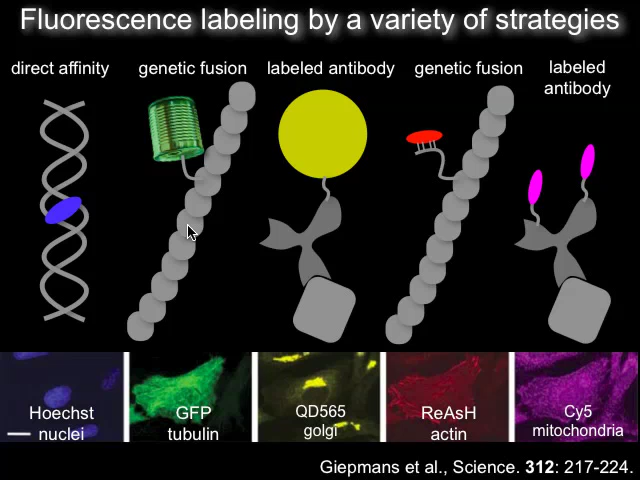 Fluorescence labeling by a variety of strategies
direct affinity
genetic fusion
labeled antibody
genetic fusion
labeled
antibody
Hoechst
nuclei
GFP
tubulin
QD565
golgi
ReAsH
actin
Cy5
mitochondria
Giepmans et al., Science. 312: 217-224.